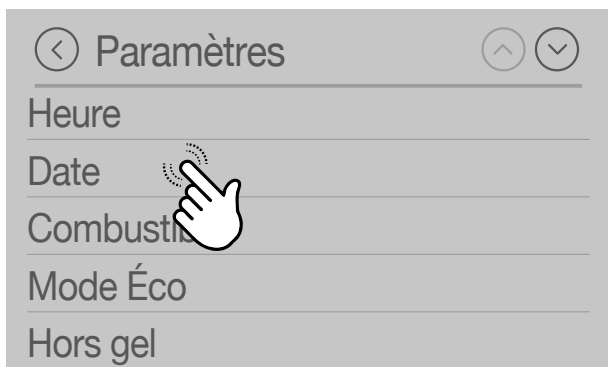 Paramètres
Heure
Date
Mode Éco
Hors gel